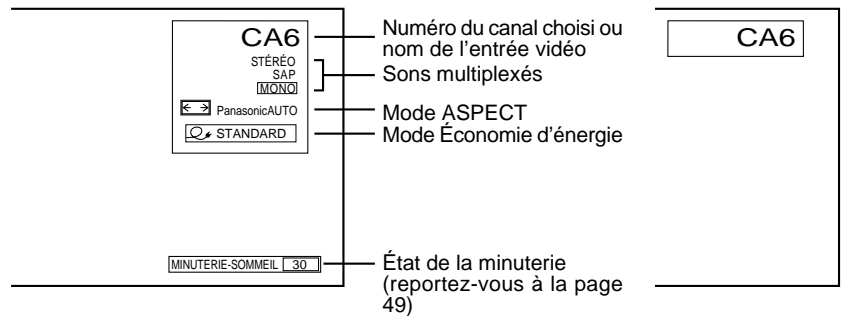 CA6
STÉRÉO
SAP
MONO
PanasonicAUTO
STANDARD
MINUTERIE-SOMMEIL 30
Numéro du canal choisi ou
nom de l'entrée vidéo
Sons multiplexés
Mode ASPECT
Mode Économie d'énergie
État de la minuterie
(reportez-vous à la page
49)
CA6